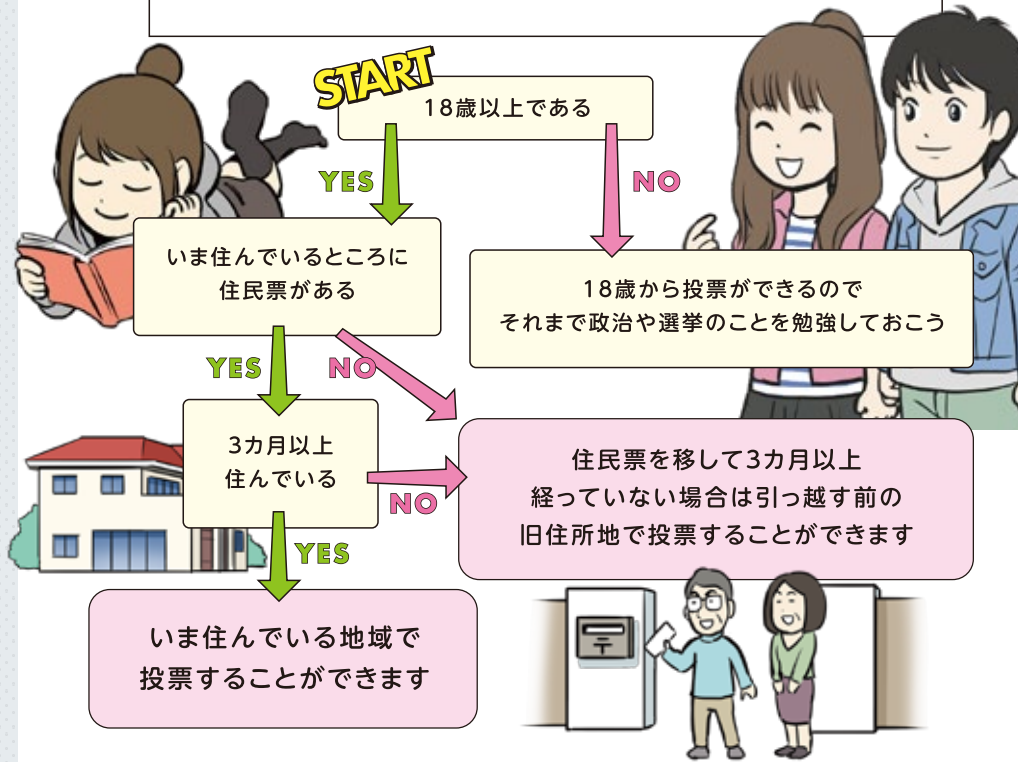 START
18歳以上である
YES
NO
いま住んでいるところに
住民票がある
18歳から投票ができるので
それまで政治や選挙のことを勉強しておこう
YES
NO
3カ月以上
住んでいる
NO
住民票を移して3カ月以上
経っていない場合は引っ越す前の
旧住所地で投票することができます
YES
いま住んでいる地域で
投票することができます
〒